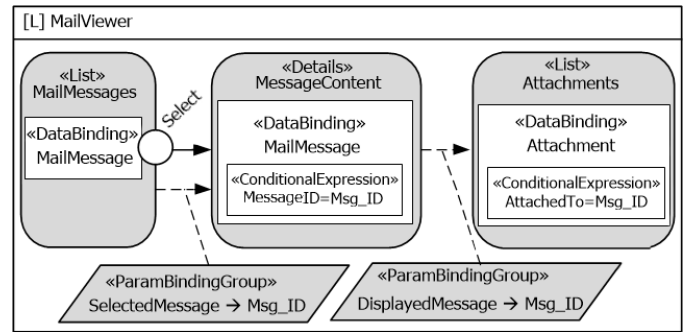 [L] MailViewer
«List»
MailMessages
«DataBinding»
MailMessage
Select
«Details»
MessageContent
«DataBinding»
MailMessage
«ConditionalExpression»
MessageID=Msg_ID
«List»
Attachments
«DataBinding»
Attachment
«ConditionalExpression»
AttachedTo=Msg_ID
«ParamBindingGroup»
SelectedMessage → Msg_ID
«ParamBindingGroup»
DisplayedMessage → Msg_ID